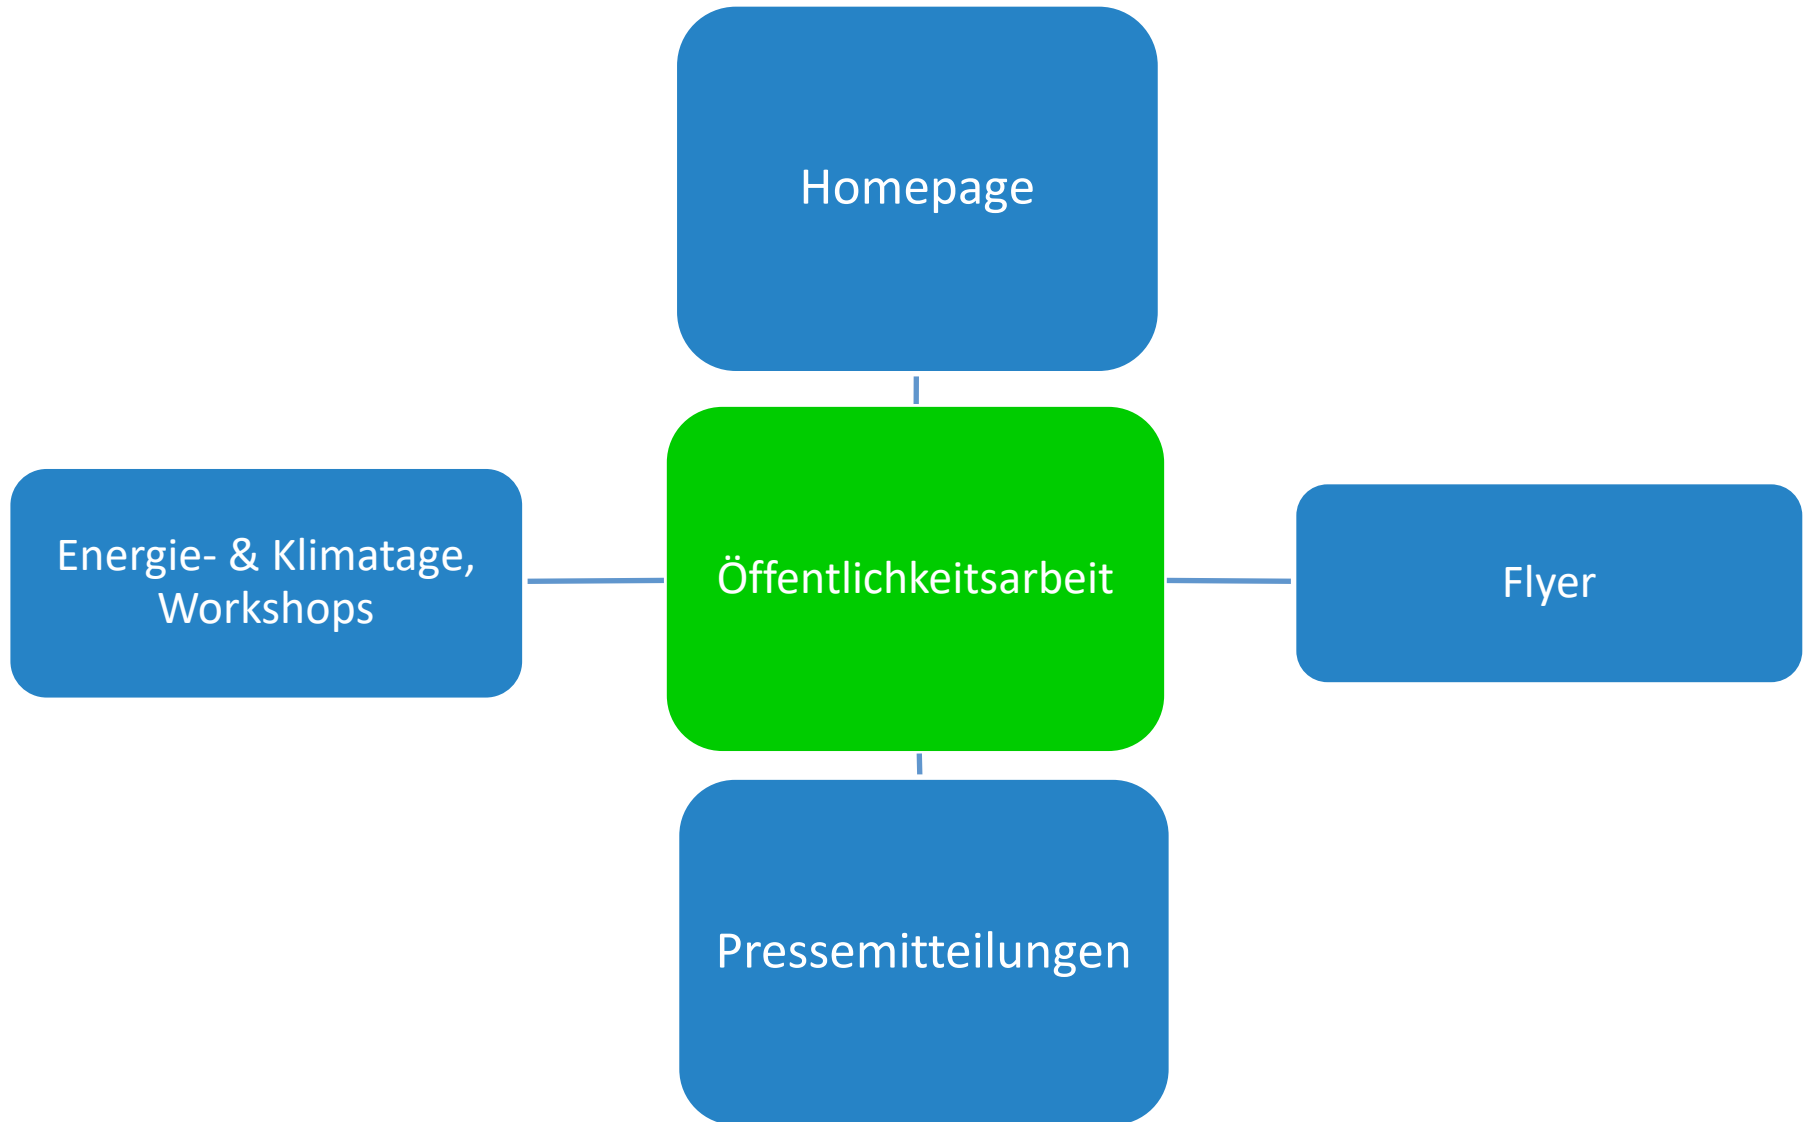 Homepage
Energie- & Klimatage,
Workshops
Öffentlichkeitsarbeit
Flyer
Pressemitteilungen